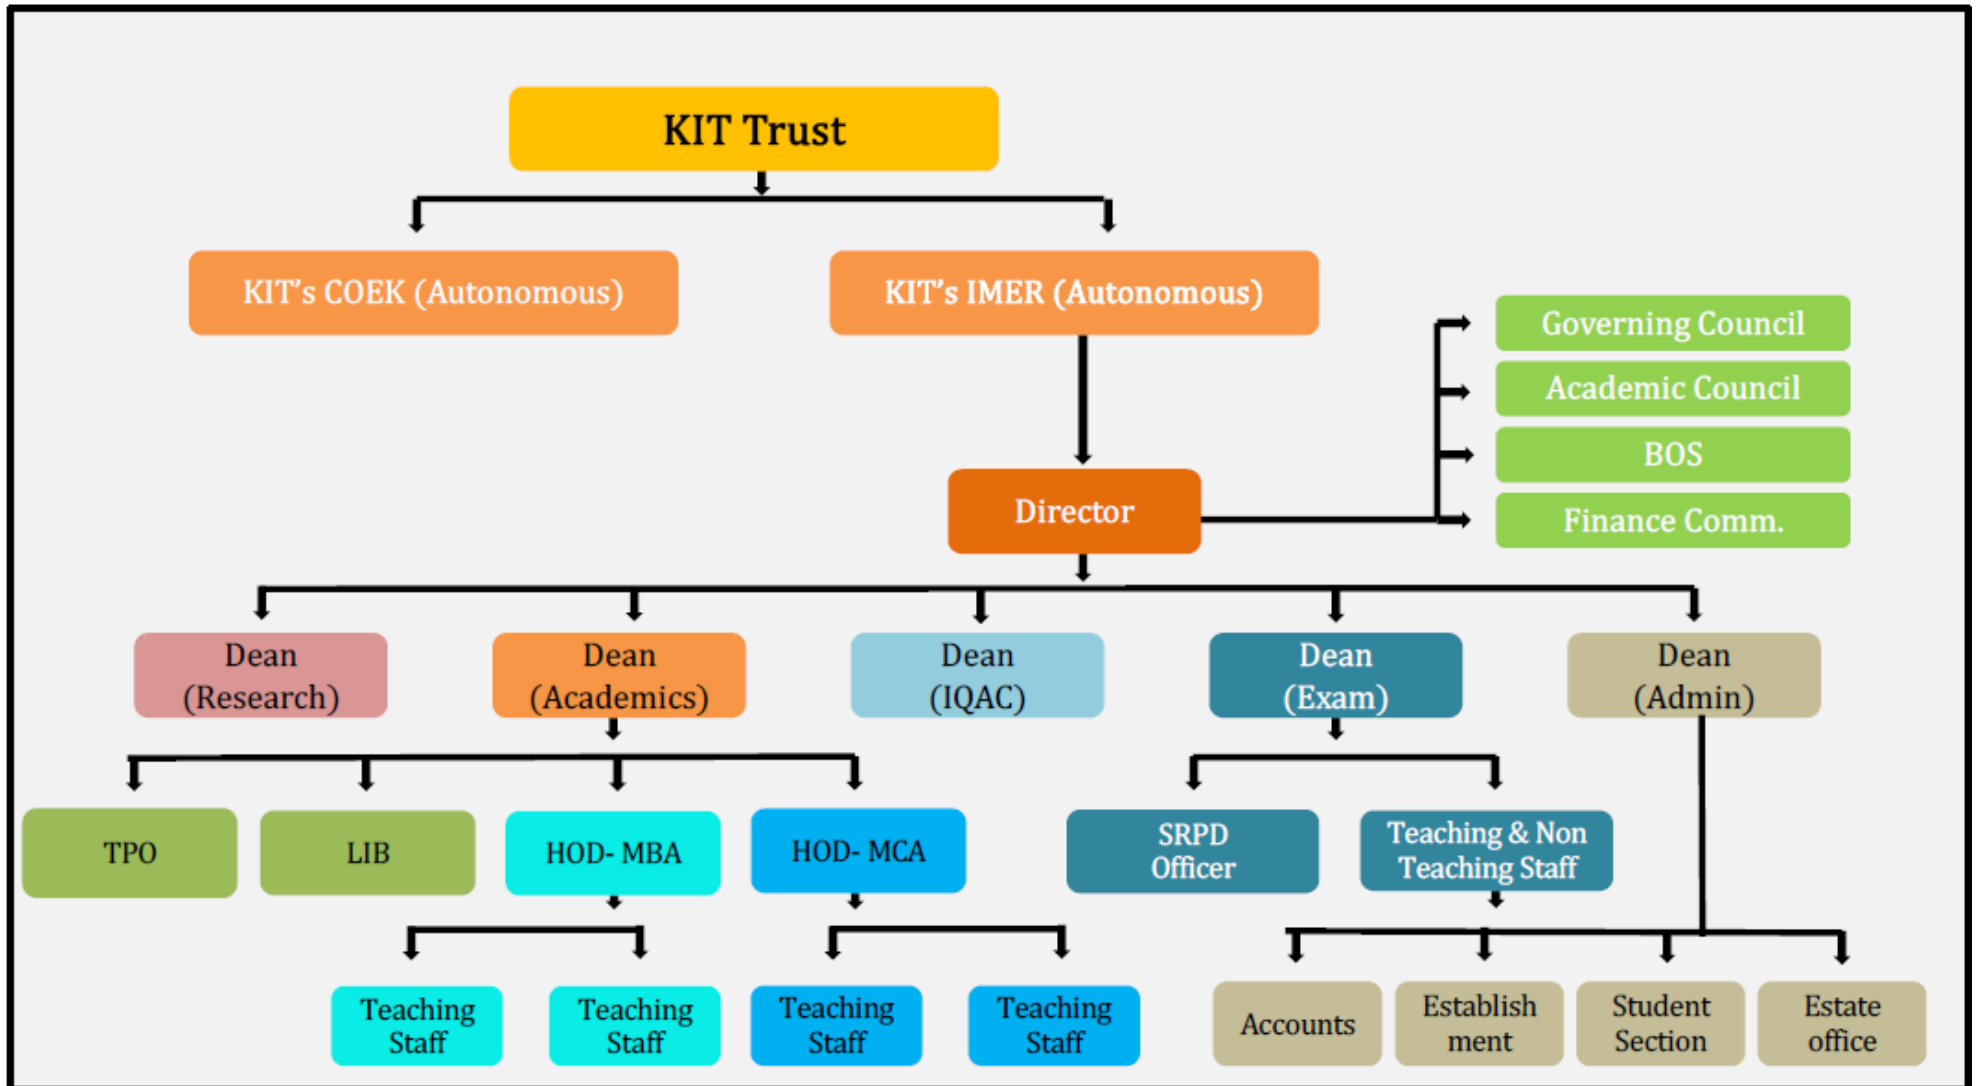 KIT Trust
KIT's COEK (Autonomous)
KIT's IMER (Autonomous)
Governing Council
Academic Council
BOS
Finance Comm.
Director
Dean
(Research)
Dean
(Academics)
Dean
(IQAC)
Dean
(Exam)
Dean
(Admin)
TPO
LIB
HOD- MBA
HOD- MCA
SRPD
Officer
Teaching & Non
Teaching Staff
Teaching
Staff
Teaching
Staff
Teaching
Staff
Teaching
Staff
Accounts
Establish
ment
Student
Section
Estate
office